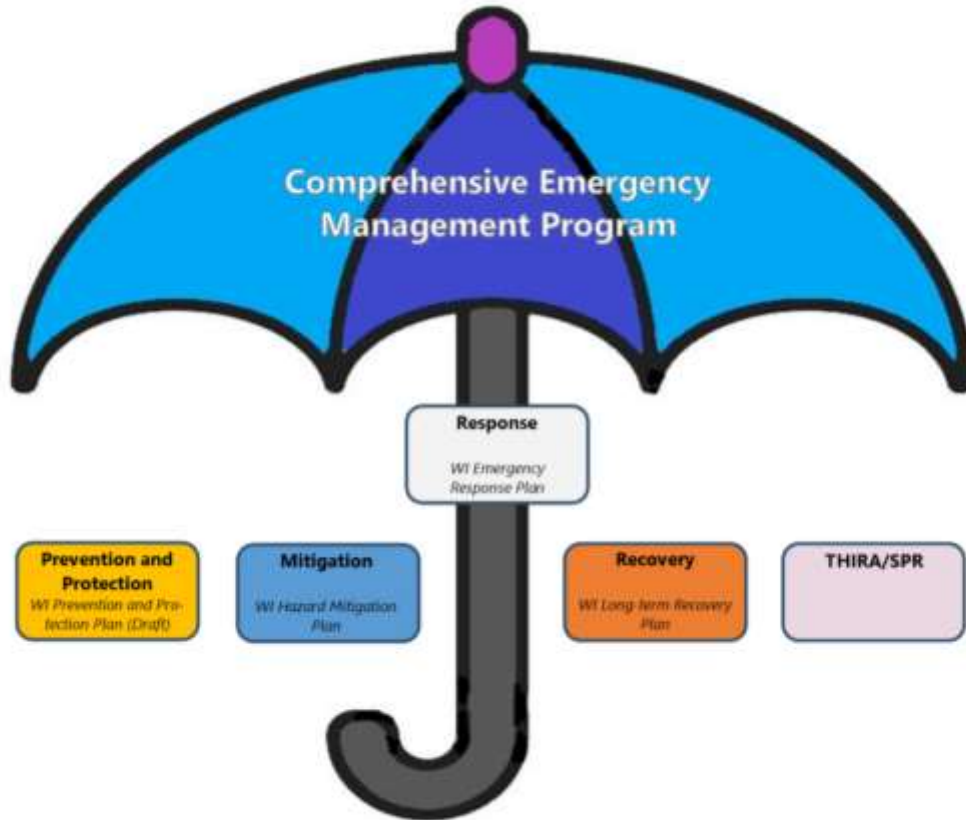 Comprehensive Emergency
Management Program
Response
WI Emergency
Response Plan
Prevention and
Protection
WI Prevention and Pro-
tection Plan (Draft)
Mitigation
WI Hazard Mitigation
Plan
Recovery
WI Long-term Recovery
Plan
THIRA/SPR